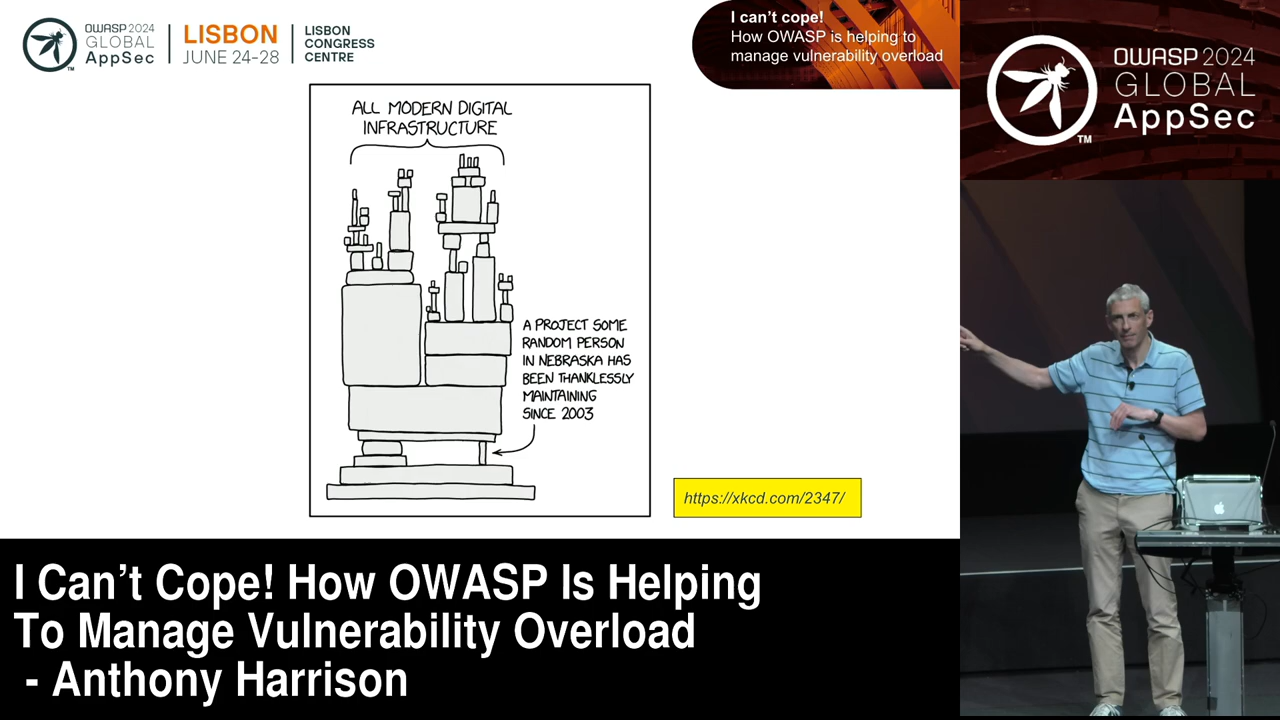 OWASP 2024
GLOBAL
AppSec
TM
LISBON
JUNE 24-28
LISBON
CONGRESS
CENTRE
I can't cope!
How OWASP is helping to
manage vulnerability overload
OWASP 2024
GLOBAL
AppSec
TM
ALL MODERN DIGITAL
INFRASTRUCTURE
A PROJECT SOME
RANDOM PERSON
IN NEBRASKA HAS
BEEN THANKLESSLY
MAINTAINING
SINCE 2003
https://xkcd.com/2347/
I Can’t Cope! How OWASP Is Helping
To Manage Vulnerability Overload
- Anthony Harrison